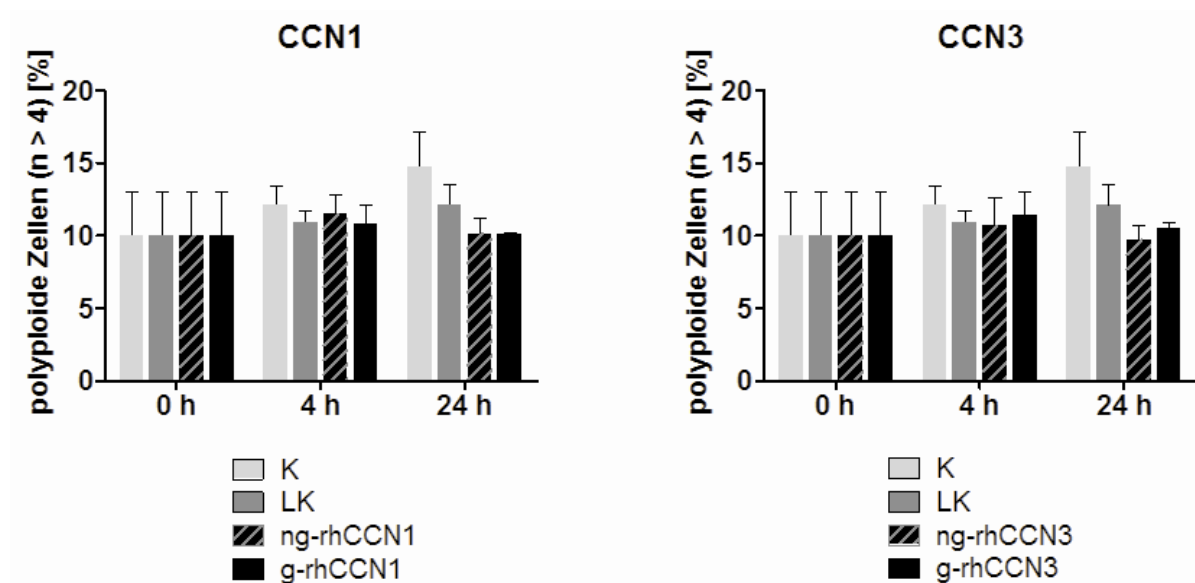 CCN1
polyploide Zellen (n > 4) [%]
20
15
10
5
0
0 h 4 h 24 h
K
LK
ng-rhCCN1
g-rhCCN1
CCN3
polyploide Zellen (n > 4) [%]
20
15
10
5
0
0 h 4 h 24 h
K
LK
ng-rhCCN3
g-rhCCN3